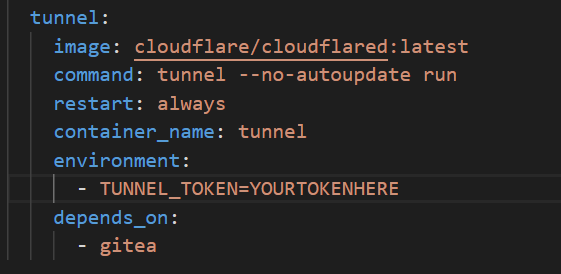 tunnel:
image: cloudflare/cloudflared:latest
command: tunnel --no-autoupdate run
restart: always
container_name: tunnel
environment:
- TUNNEL_TOKEN=YOURTOKENHERE
depends_on:
- gitea